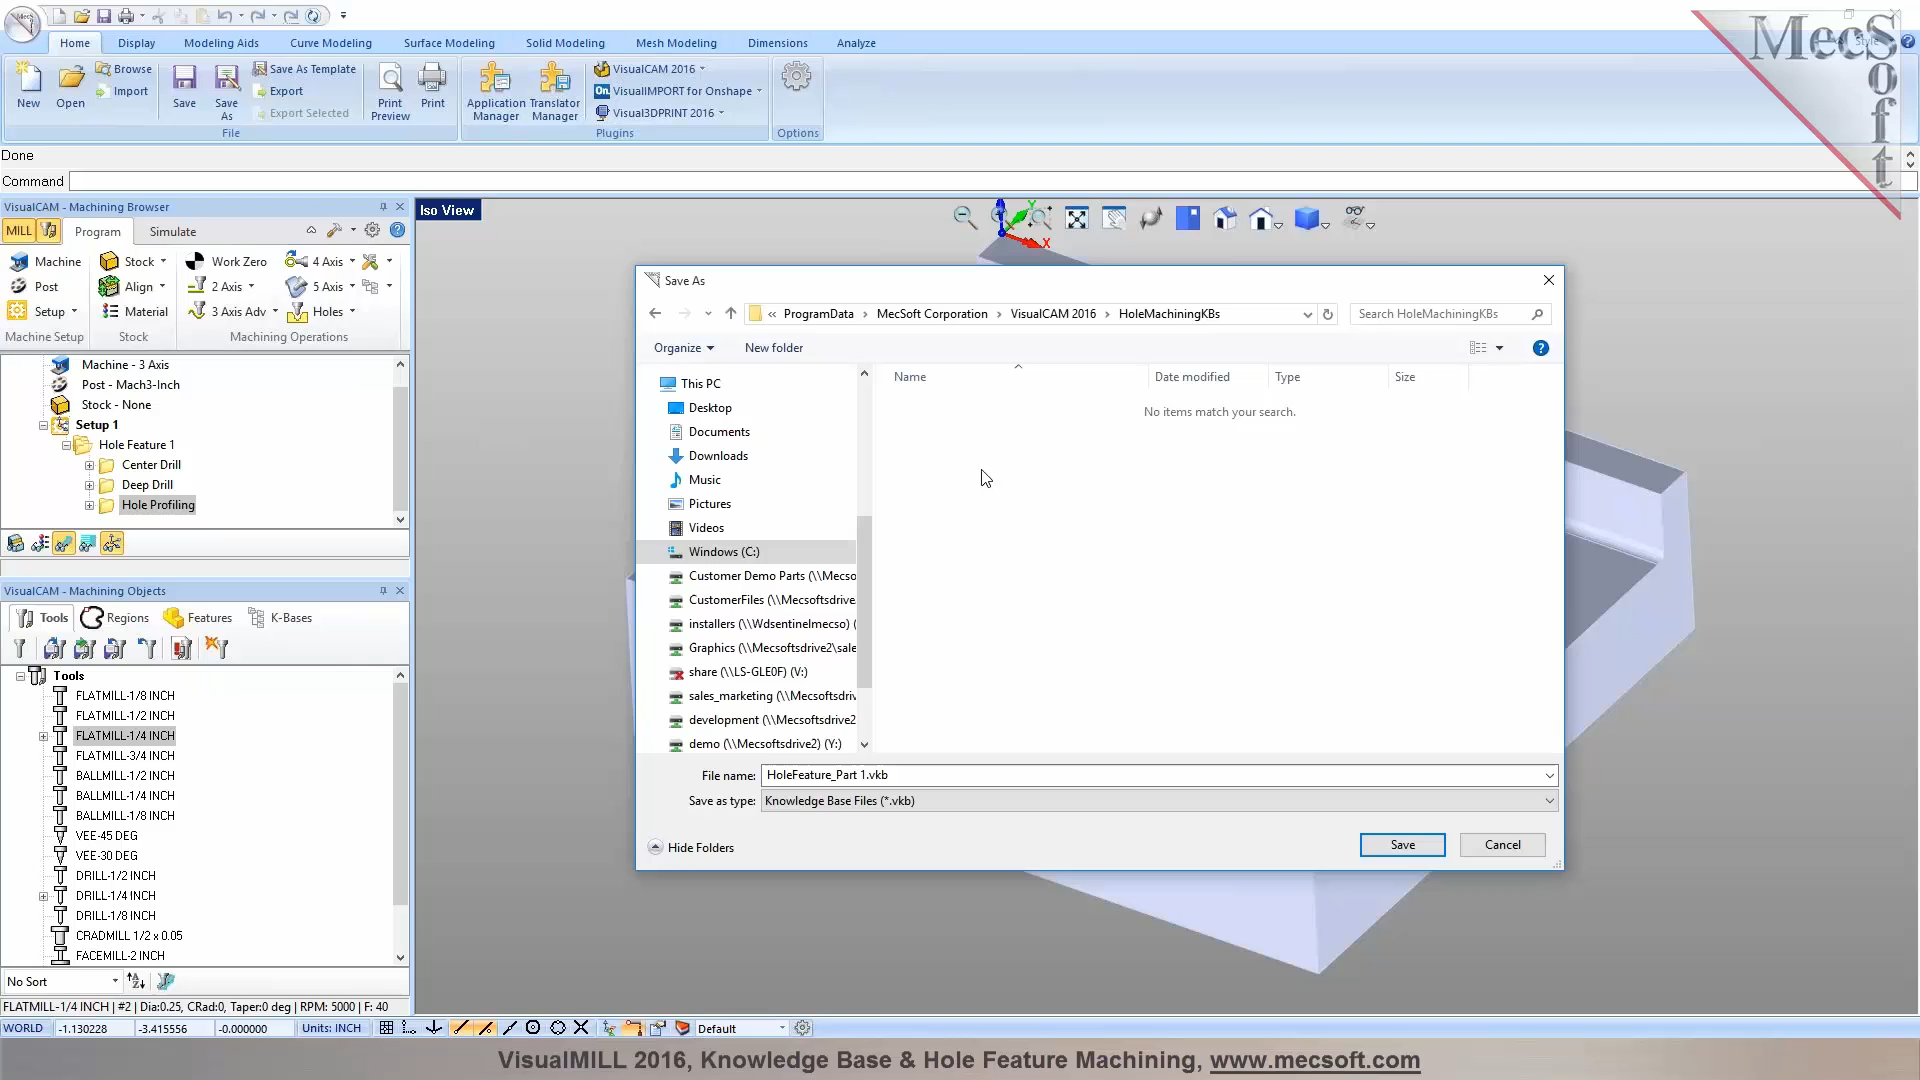 Home Display Modeling Aids Curve Modeling Surface Modeling Solid Modeling Mesh Modeling Dimensions Analyze
New Open Browse Import Save Save As Save As Template Export Export Selected Print Preview Print
Application Manager Translator Manager VisualCAM 2016 VisualIMPORT for Onshape Visual3DPRINT 2016
File Plugins Options
MecSoft
Done
Command
VisualCAM - Machining Browser
MILL Program Simulate
Machine Stock Work Zero 4 Axis
Post Align 2 Axis 5 Axis
Setup Material 3 Axis Adv Holes
Machine Setup Stock Machining Operations
Machine - 3 Axis
Post - Mach3-Inch
Stock - None
Setup 1
Hole Feature 1
Center Drill
Deep Drill
Hole Profiling
VisualCAM - Machining Objects
Tools Regions Features K-Bases
Tools
FLATMILL-1/8 INCH
FLATMILL-1/2 INCH
FLATMILL-1/4 INCH
FLATMILL-3/4 INCH
BALLMILL-1/2 INCH
BALLMILL-1/4 INCH
BALLMILL-1/8 INCH
VEE-45 DEG
VEE-30 DEG
DRILL-1/2 INCH
DRILL-1/4 INCH
DRILL-1/8 INCH
CRADMILL 1/2 x 0.05
FACEMILL-2 INCH
No Sort
FLATMILL-1/4 INCH | #2 | Dia:0.25, CRad:0, Taper:0 deg | RPM: 5000 | F: 40
WORLD -1.130228 -3.415556 -0.000000 Units: INCH Default
Iso View
Y
X
Save As
« ProgramData › MecSoft Corporation › VisualCAM 2016 › HoleMachiningKBs Search HoleMachiningKBs
Organize New folder
Name Date modified Type Size
No items match your search.
This PC
Desktop
Documents
Downloads
Music
Pictures
Videos
Windows (C:)
Customer Demo Parts (\\Mecso
CustomerFiles (\\Mecsoftsdrive
installers (\\Wdsentinelmecso) (
Graphics (\\Mecsoftsdrive2\sale
share (\\LS-GLE0F) (V:)
sales_marketing (\\Mecsoftsdriv
development (\\Mecsoftsdrive2
demo (\\Mecsoftsdrive2) (Y:)
File name: HoleFeature_Part 1.vkb
Save as type: Knowledge Base Files (*.vkb)
Hide Folders Save Cancel
VisualMILL 2016, Knowledge Base & Hole Feature Machining, www.mecsoft.com